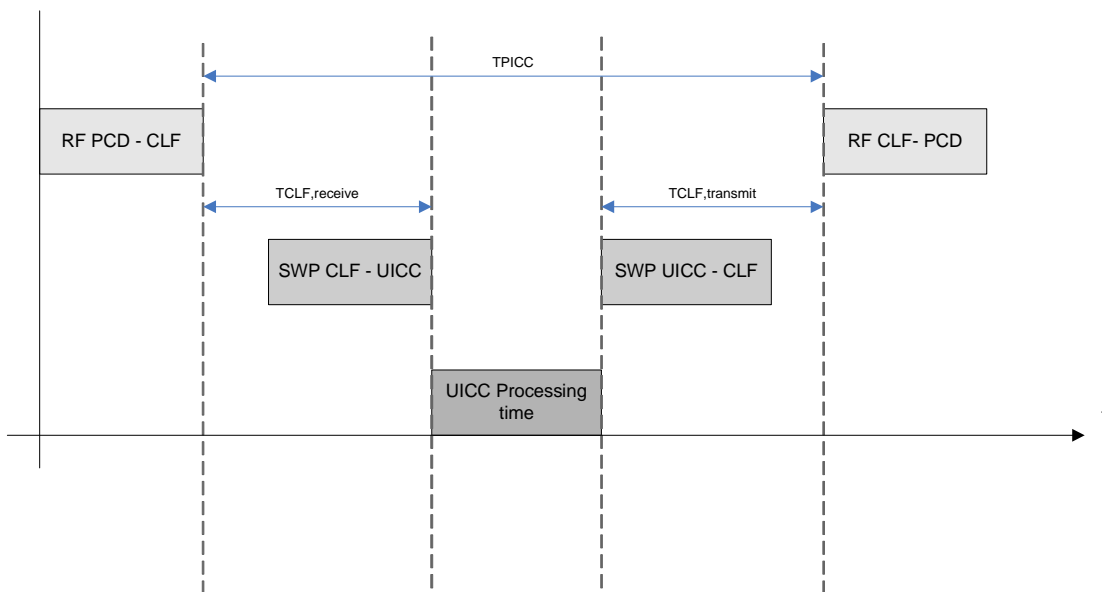 TPICC
RF PCD - CLF
RF CLF- PCD
TCLF,receive
TCLF,transmit
SWP CLF - UICC
SWP UICC - CLF
UICC Processing
time